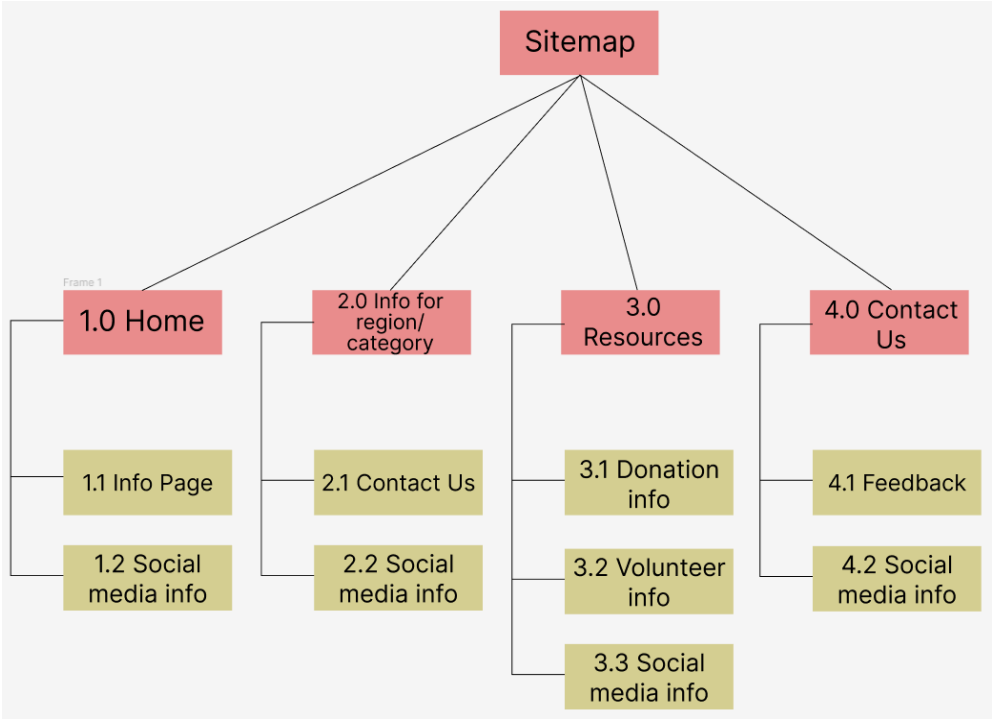 Sitemap
Frame 1
1.0 Home
2.0 Info for
region/
category
3.0
Resources
4.0 Contact
Us
1.1 Info Page
2.1 Contact Us
3.1 Donation
info
4.1 Feedback
1.2 Social
media info
2.2 Social
media info
3.2 Volunteer
info
4.2 Social
media info
3.3 Social
media info